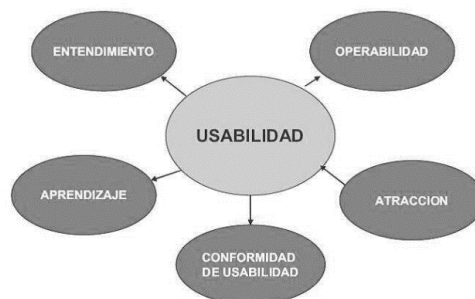 ENTENDIMIENTO
OPERABILIDAD
USABILIDAD
APRENDIZAJE
ATRACCION
CONFORMIDAD
DE USABILIDAD